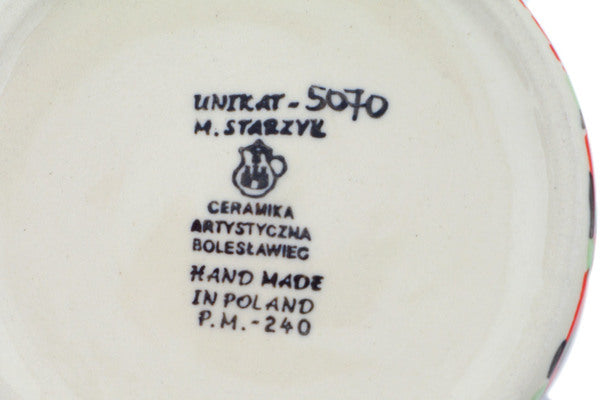 UNIKAT - 5070
M. STARZYK
CERAMIKA
ARTYSTYCZNA
BOLESŁAWIEC
HAND MADE
IN POLAND
P.M.-240